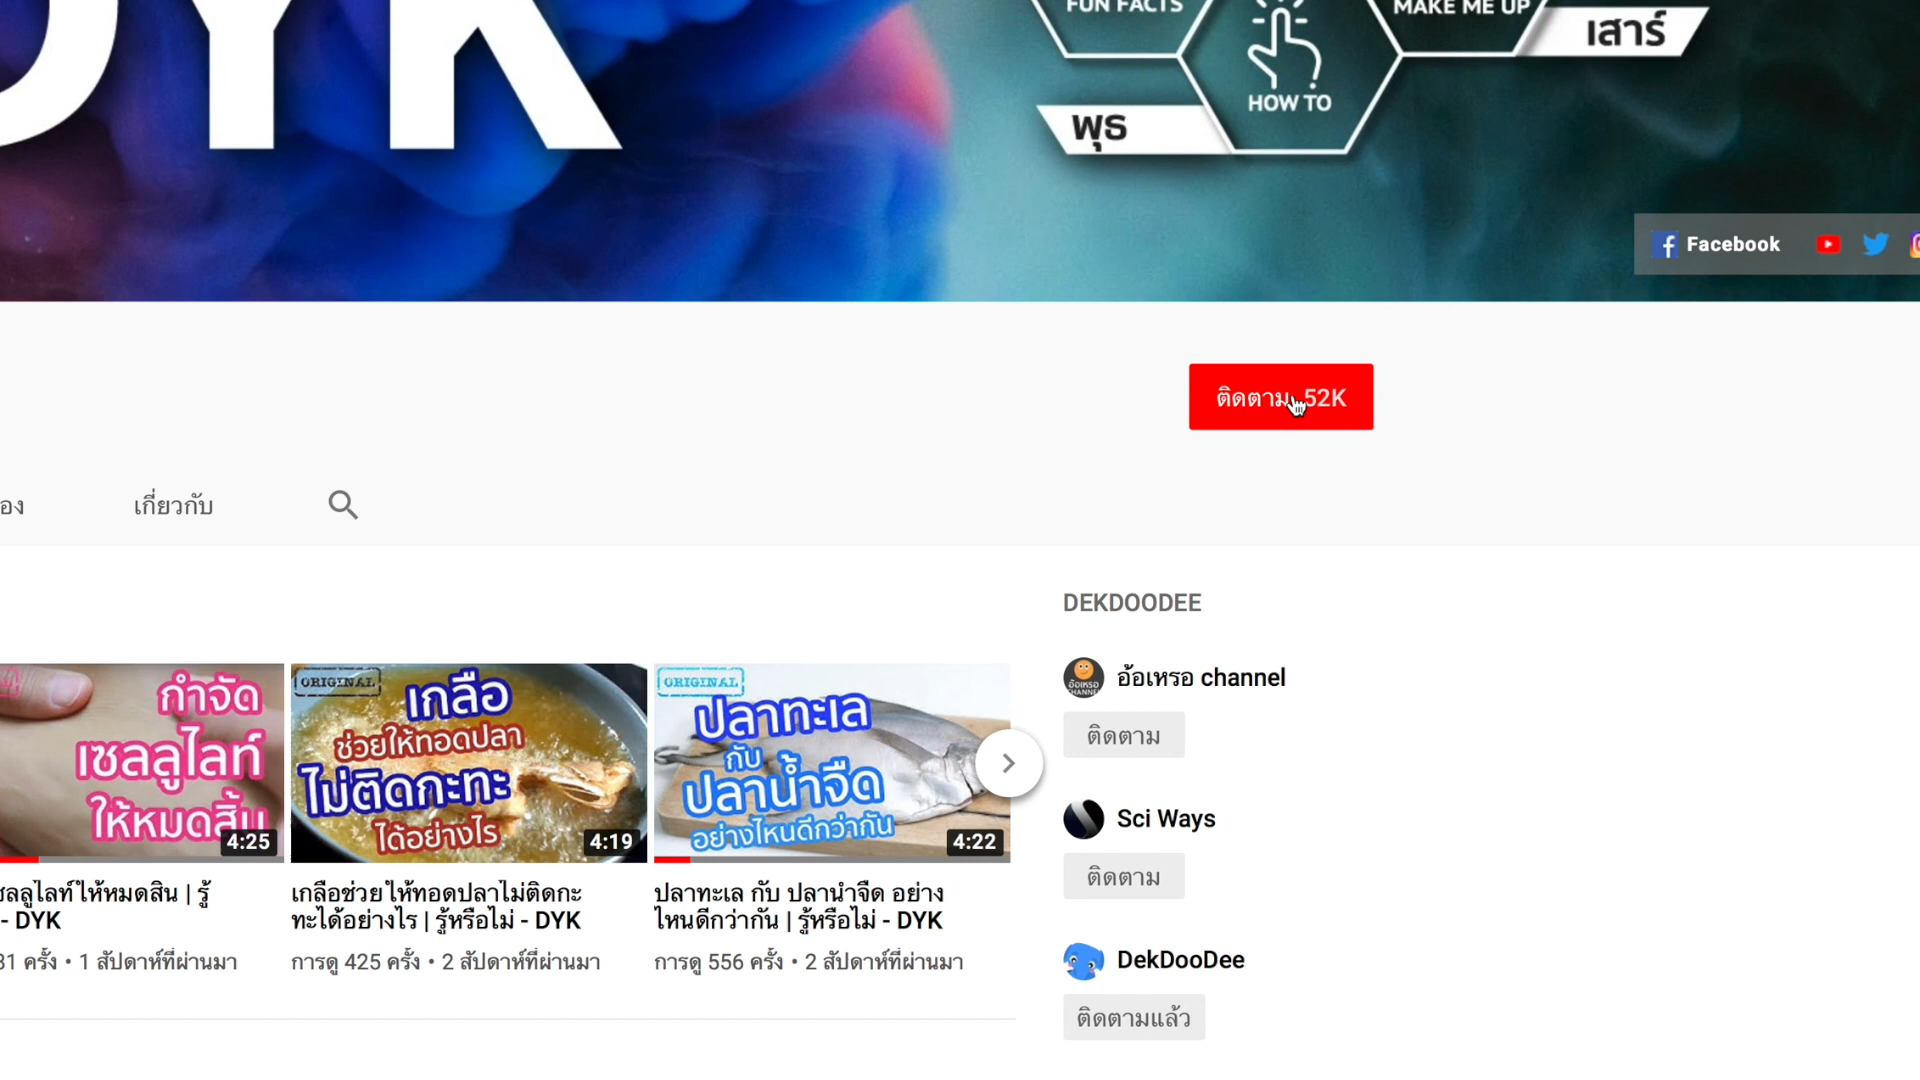 DYK
FUN FACTS
MAKE ME UP
เสาร์
HOW TO
พุธ
Facebook
ติดตาม 52K
เกี่ยวกับ
DEKDOODEE
อ้อเหรอ channel
ติดตาม
Sci Ways
ติดตาม
DekDooDee
ติดตามแล้ว
กำจัด
เซลลูไลท์
ให้หมดสิ้น
4:25
ORIGINAL
เกลือ
ช่วยให้ทอดปลา
ไม่ติดกะทะ
ได้อย่างไร
4:19
ORIGINAL
ปลาทะเล
กับ
ปลาน้ำจืด
อย่างไหนดีกว่ากัน
4:22
ซลลูไลท์ ให้หมดสิ้น | รู้
- DYK
31 ครั้ง • 1 สัปดาห์ที่ผ่านมา
เกลือช่วย ให้ทอดปลาไม่ติดกะ
ทะได้อย่างไร | รู้หรือไม่ - DYK
การดู 425 ครั้ง • 2 สัปดาห์ที่ผ่านมา
ปลาทะเล กับ ปลาน้ำจืด อย่าง
ไหนดีกว่ากัน | รู้หรือไม่ - DYK
การดู 556 ครั้ง • 2 สัปดาห์ที่ผ่านมา